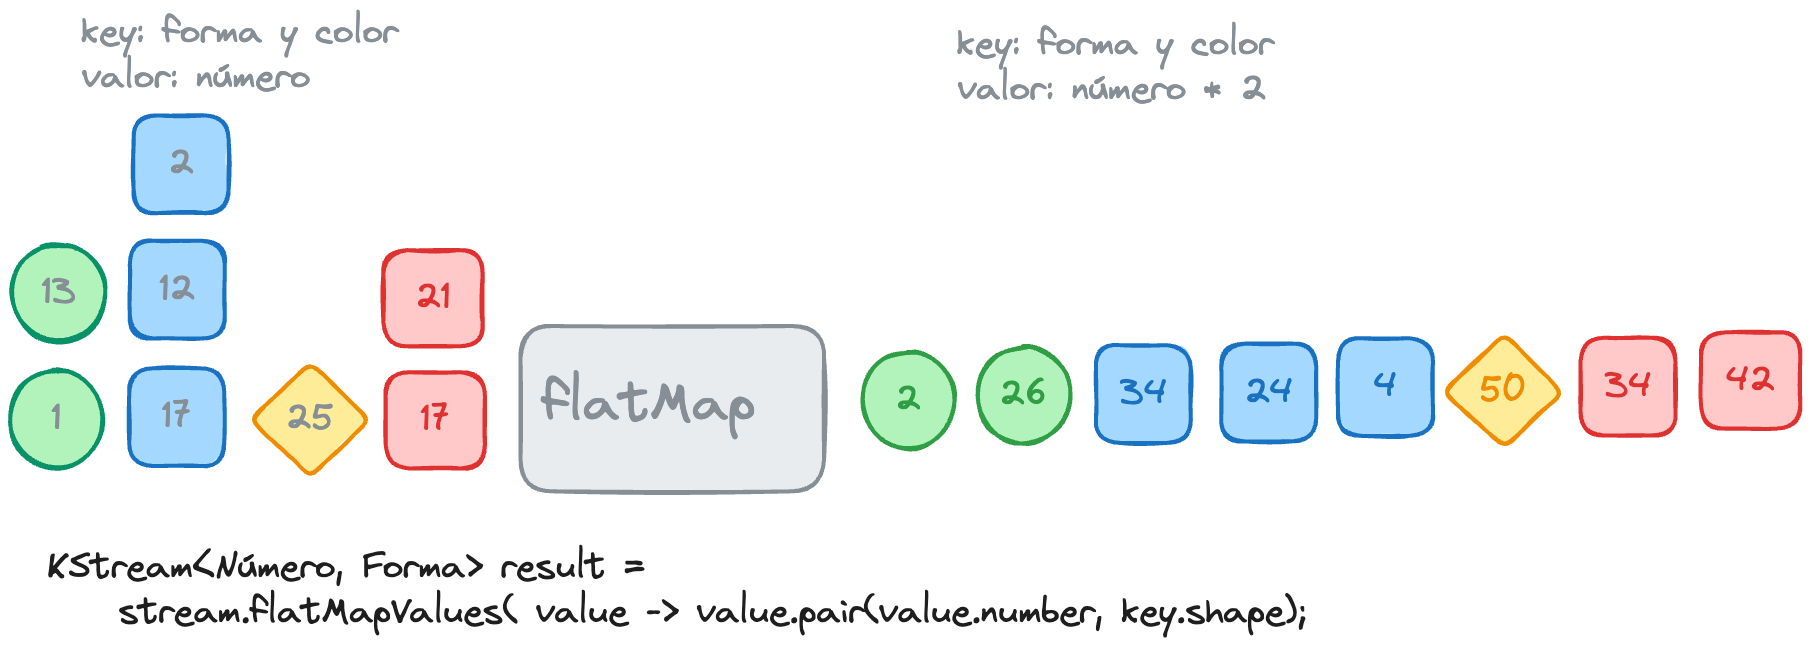 key: forma y color
valor: número
key: forma y color
valor: número * 2
2
13
12
21
1
17
25
17
flatMap
2
26
34
24
4
50
34
42
KStream<Número, Forma> result =
stream.flatMapValues( value -> value.pair(value.number, key.shape);